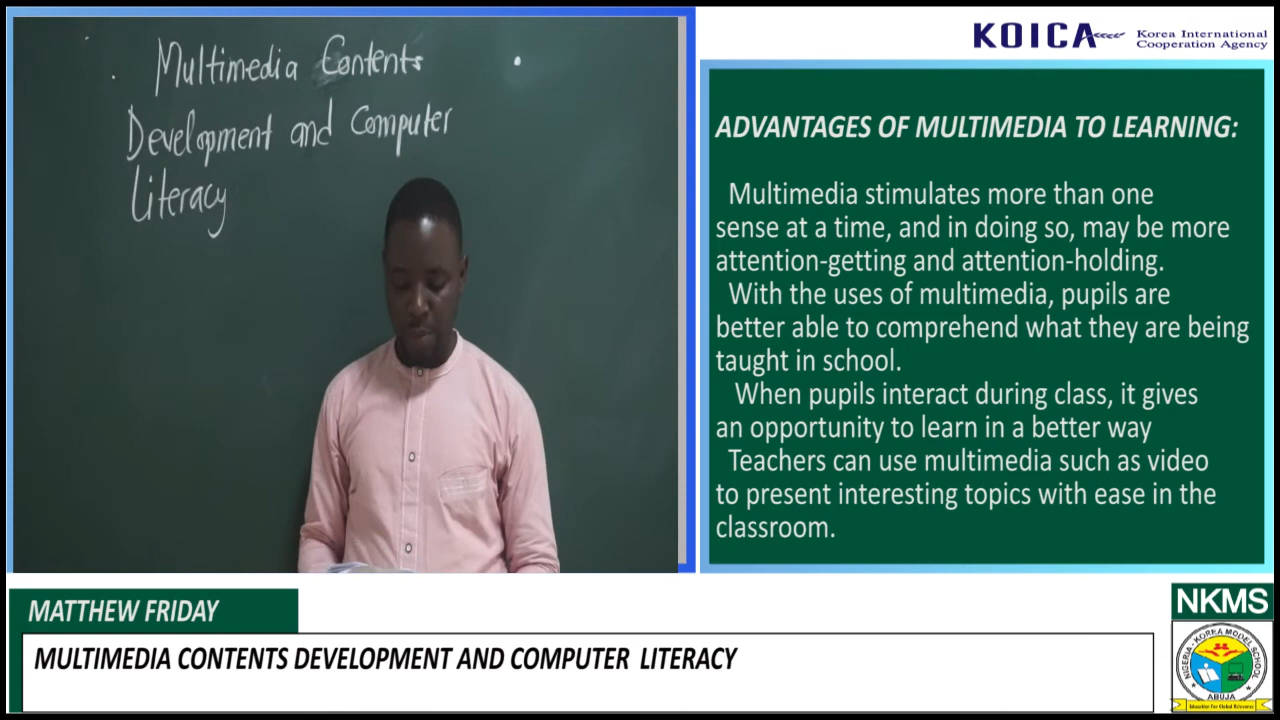 Multimedia Contents
Development and Computer
Literacy
KOICA
Korea International
Cooperation Agency
ADVANTAGES OF MULTIMEDIA TO LEARNING:
Multimedia stimulates more than one
sense at a time, and in doing so, may be more
attention-getting and attention-holding.
With the uses of multimedia, pupils are
better able to comprehend what they are being
taught in school.
When pupils interact during class, it gives
an opportunity to learn in a better way
Teachers can use multimedia such as video
to present interesting topics with ease in the
classroom.
MATTHEW FRIDAY
MULTIMEDIA CONTENTS DEVELOPMENT AND COMPUTER LITERACY
NKMS
NIGERIA - KOREA MODEL SCHOOL
ABUJA
Education For Global Relevance